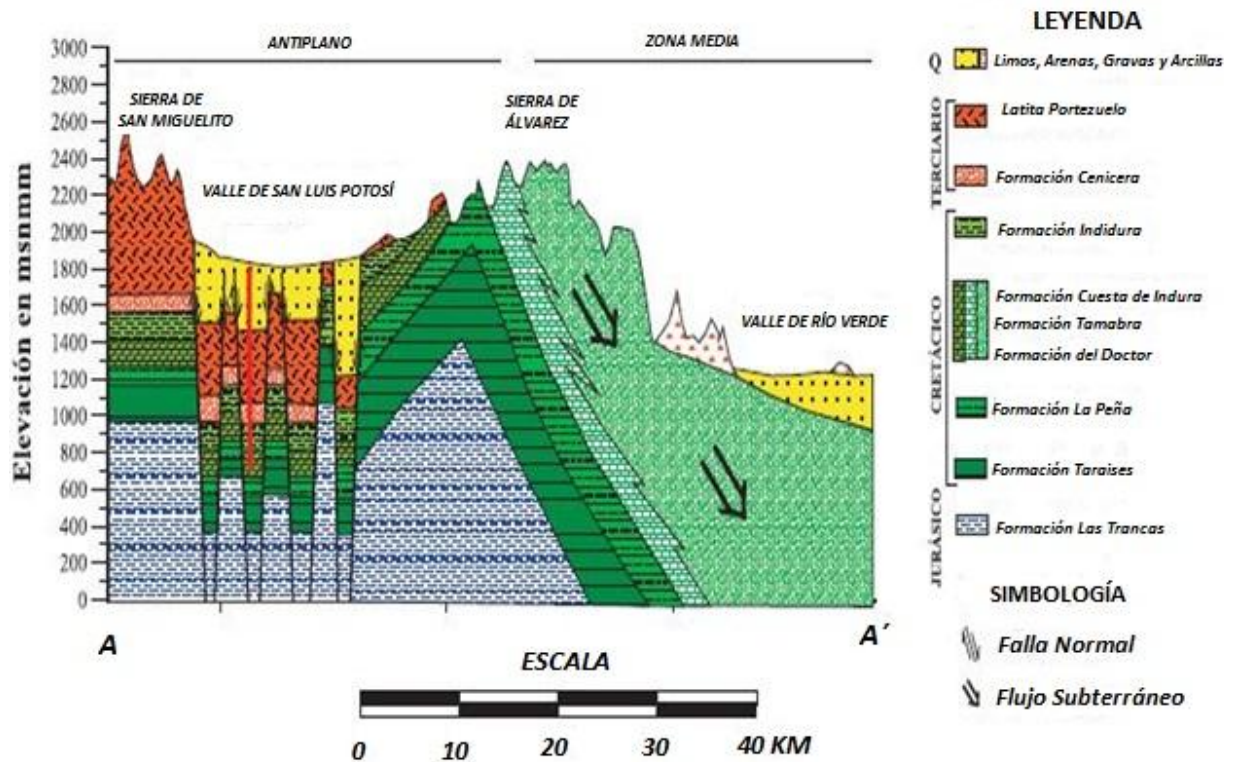 ANTIPLANO
ZONA MEDIA
SIERRA DE
SAN MIGUELITO
SIERRA DE
ÁLVAREZ
VALLE DE SAN LUIS POTOSÍ
VALLE DE RÍO VERDE
Elevación en msnmm
3000
2800
2600
2400
2200
2000
1800
1600
1400
1200
1000
800
600
400
200
0
A
A´
ESCALA
0 10 20 30 40 KM
LEYENDA
Q
Limos, Arenas, Gravas y Arcillas
TERCIARIO
Latita Portezuelo
Formación Cenicera
CRETÁCICO
Formación Indidura
Formación Cuesta de Indura
Formación Tamabra
Formación del Doctor
Formación La Peña
Formación Taraises
JURÁSICO
Formación Las Trancas
SIMBOLOGÍA
Falla Normal
Flujo Subterráneo